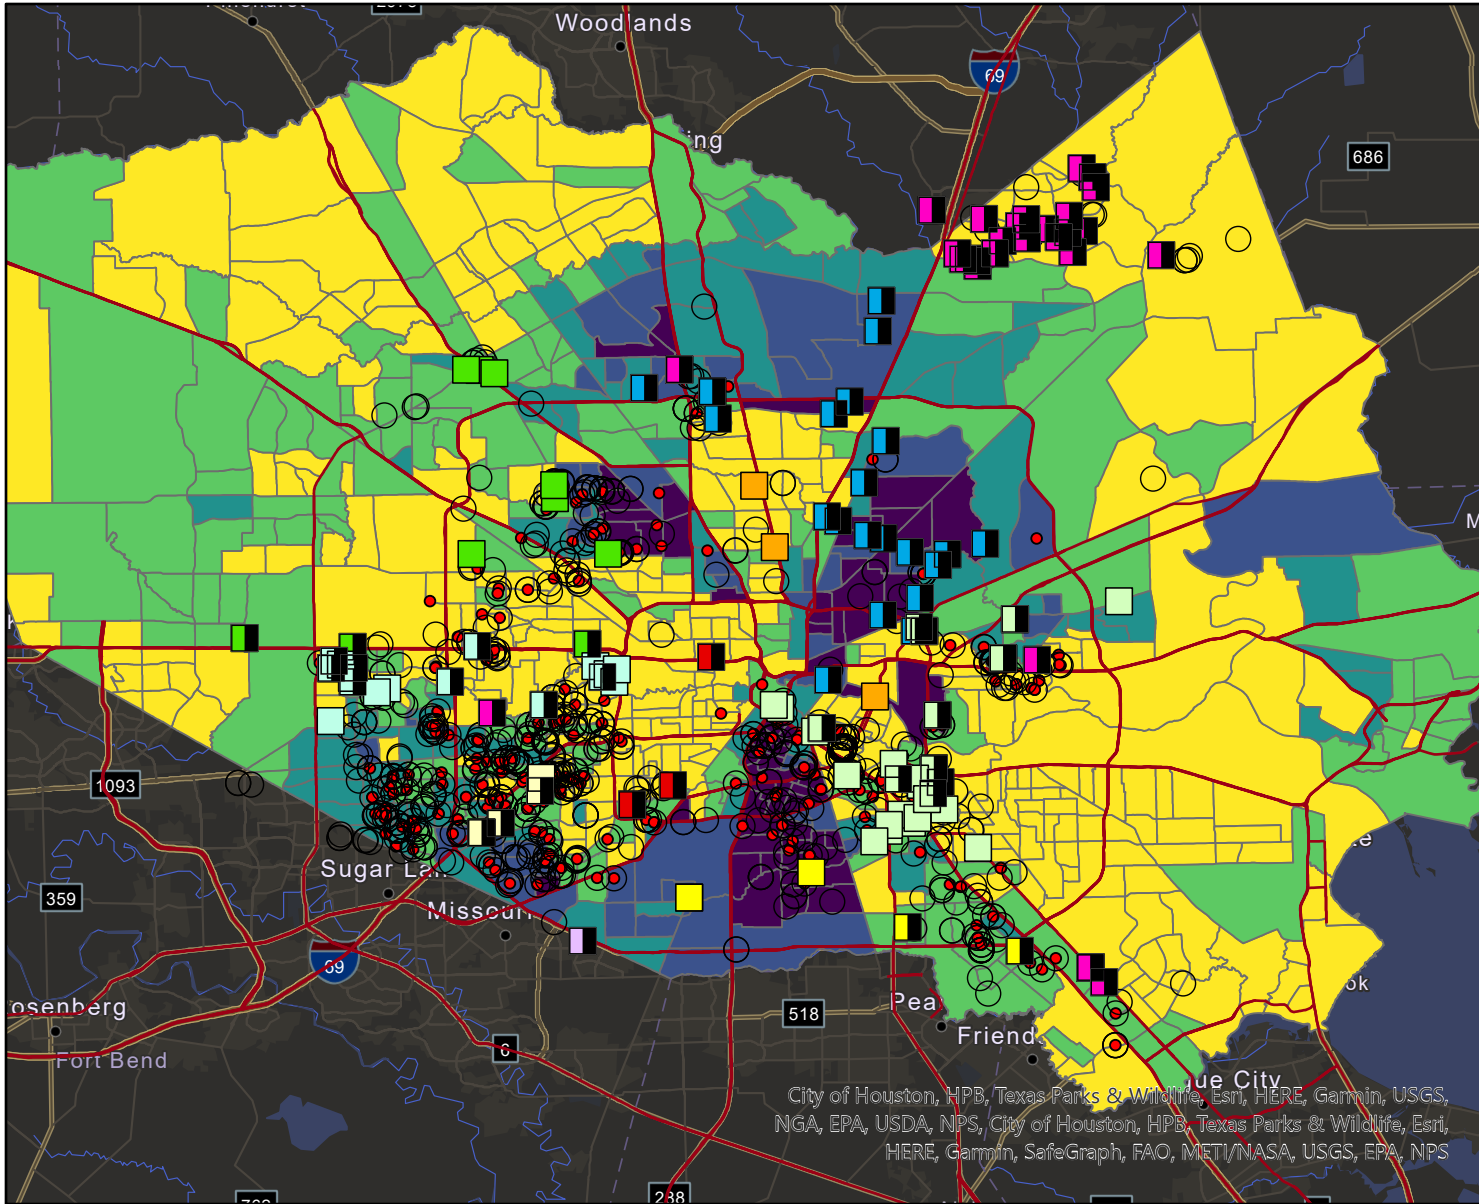 Woodlands
69
ing
686
1093
Sugar La
359
Missouri
69
osenberg
Fort Bend
6
518
Pea
Friend
ok
gue City
City of Houston, HPB, Texas Parks & Wildlife, Esri, HERE, Garmin, USGS,
NGA, EPA, USDA, NPS, City of Houston, HPB, Texas Parks & Wildlife, Esri,
HERE, Garmin, SafeGraph, FAO, METI/NASA, USGS, EPA, NPS
288